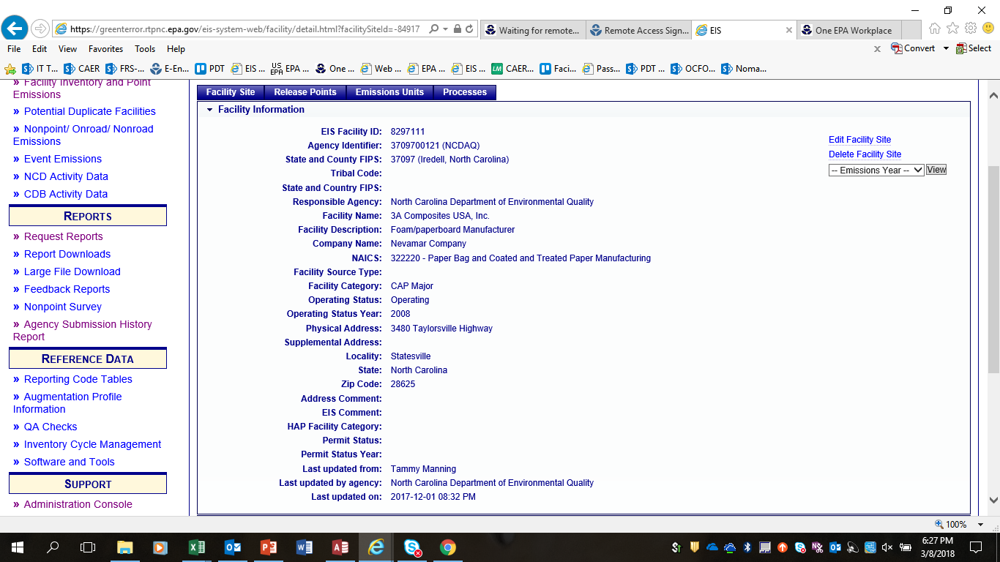 https://greenterror.rtpnc.epa.gov/eis-system-web/facility/detail.html?facilitySiteId=-84917
Waiting for remote...
Remote Access Sign...
EIS
One EPA Workplace
File Edit View Favorites Tools Help
Convert Select
IT T... CAER FRS-... E-En... PDT EIS ... US EPA EPA ... One ... Web ... EPA ... EIS ... LM CAER... Faci... Pass... PDT ... OCFO... Noma...
» Facility Inventory and Point
Emissions
» Potential Duplicate Facilities
» Nonpoint/ Onroad/ Nonroad
Emissions
» Event Emissions
» NCD Activity Data
» CDB Activity Data
REPORTS
» Request Reports
» Report Downloads
» Large File Download
» Feedback Reports
» Nonpoint Survey
» Agency Submission History
Report
REFERENCE DATA
» Reporting Code Tables
» Augmentation Profile
Information
» QA Checks
» Inventory Cycle Management
» Software and Tools
SUPPORT
» Administration Console
Facility Site Release Points Emissions Units Processes
Facility Information
EIS Facility ID: 8297111
Agency Identifier: 3709700121 (NCDAQ)
State and County FIPS: 37097 (Iredell, North Carolina)
Tribal Code:
State and Country FIPS:
Responsible Agency: North Carolina Department of Environmental Quality
Facility Name: 3A Composites USA, Inc.
Facility Description: Foam/paperboard Manufacturer
Company Name: Nevamar Company
NAICS: 322220 - Paper Bag and Coated and Treated Paper Manufacturing
Facility Source Type:
Facility Category: CAP Major
Operating Status: Operating
Operating Status Year: 2008
Physical Address: 3480 Taylorsville Highway
Supplemental Address:
Locality: Statesville
State: North Carolina
Zip Code: 28625
Address Comment:
EIS Comment:
HAP Facility Category:
Permit Status:
Permit Status Year:
Last updated from: Tammy Manning
Last updated by agency: North Carolina Department of Environmental Quality
Last updated on: 2017-12-01 08:32 PM
Edit Facility Site
Delete Facility Site
-- Emissions Year -- View
100%
6:27 PM
3/8/2018